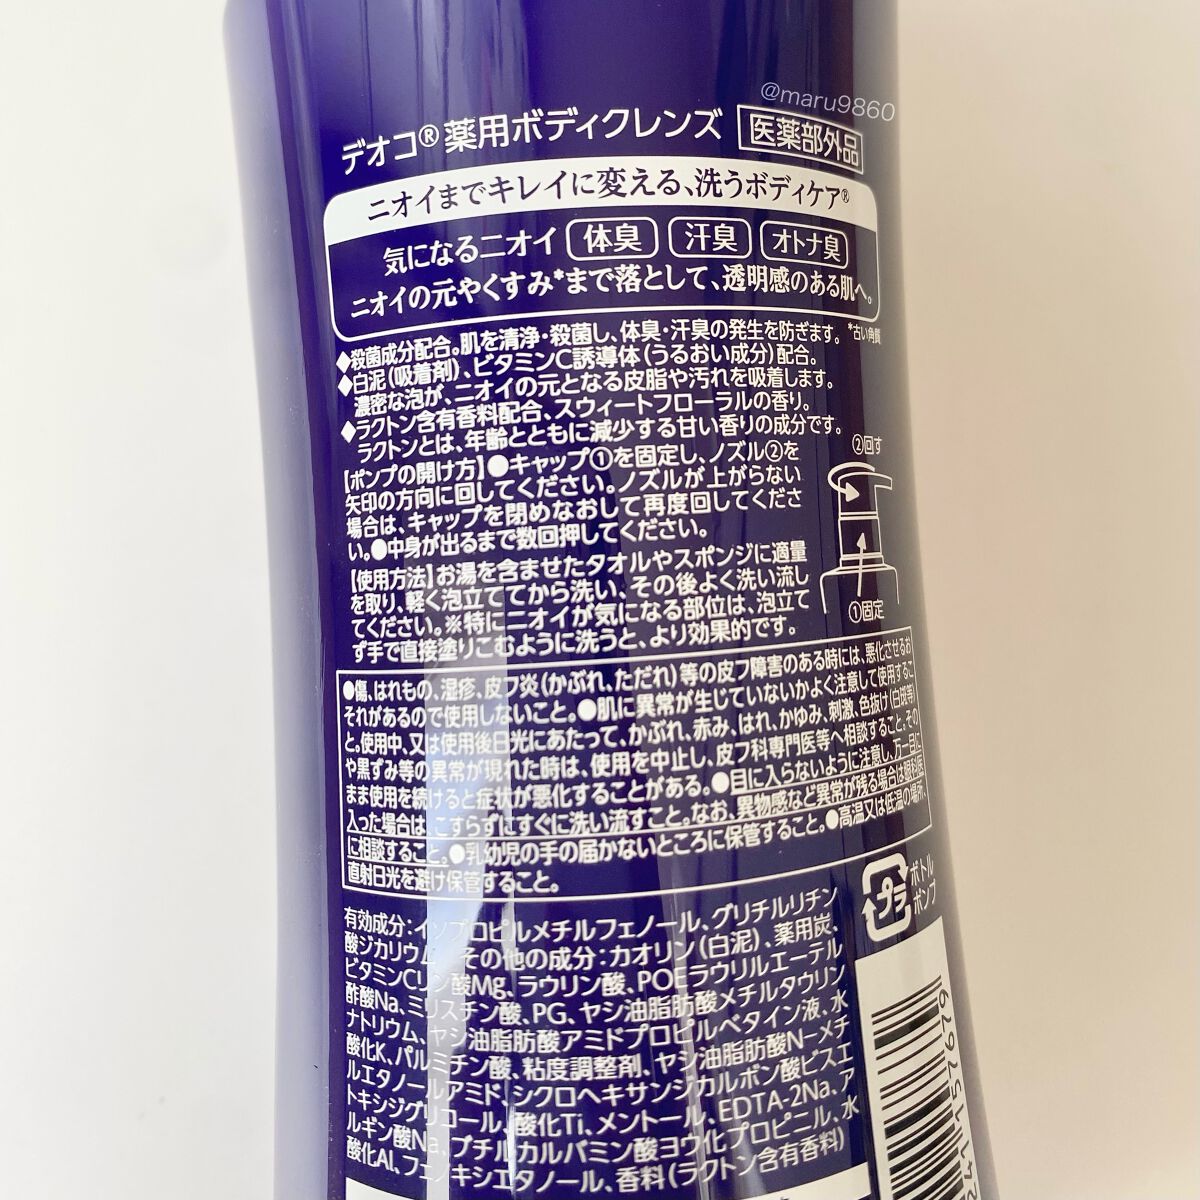 @maru9860
デオコ®薬用ボディクレンズ 医薬部外品
ニオイまでキレイに変える、洗うボディケア®
気になるニオイ 体臭 汗臭 オトナ臭
ニオイの元やくすみ*まで落として、透明感のある肌へ。
*古い角質
◆殺菌成分配合。肌を清浄・殺菌し、体臭・汗臭の発生を防ぎます。
◆白泥(吸着剤)、ビタミンC誘導体(うるおい成分)配合。
濃密な泡が、ニオイの元となる皮脂や汚れを吸着します。
◆ラクトン含有香料配合、スウィートフローラルの香り。
ラクトンとは、年齢とともに減少する甘い香りの成分です。
【ポンプの開け方】●キャップ①を固定し、ノズル②を
矢印の方向に回してください。ノズルが上がらない
場合は、キャップを閉めなおして再度回してくださ
い。●中身が出るまで数回押してください。
②回す
①固定
【使用方法】お湯を含ませたタオルやスポンジに適量
を取り、軽く泡立ててから洗い、その後よく洗い流し
てください。※特にニオイが気になる部位は、泡立て
ず手で直接塗りこむように洗うと、より効果的です。
●傷、はれもの、湿疹、皮フ炎(かぶれ、ただれ)等の皮フ障害のある時には、悪化させるお
それがあるので使用しないこと。●肌に異常が生じていないかよく注意して使用するこ
と。使用中、又は使用後日光にあたって、かぶれ、赤み、はれ、かゆみ、刺激、色抜け(白斑等)
や黒ずみ等の異常が現れた時は、使用を中止し、皮フ科専門医等へ相談すること。その
まま使用を続けると症状が悪化することがある。●目に入らないように注意し、万一目に
入った場合は、こすらずにすぐに洗い流すこと。なお、異物感など異常が残る場合は眼科医
に相談すること。●乳幼児の手の届かないところに保管すること。●高温又は低温の場所、
直射日光を避け保管すること。
プラ
ボトル
ポンプ
有効成分:イソプロピルメチルフェノール、グリチルリチン
酸ジカリウム その他の成分:カオリン(白泥)、薬用炭、
ビタミンCリン酸Mg、ラウリン酸、POEラウリルエーテル
酢酸Na、ミリスチン酸、PG、ヤシ油脂肪酸メチルタウリン
ナトリウム、ヤシ油脂肪酸アミドプロピルベタイン液、水
酸化K、パルミチン酸、粘度調整剤、ヤシ油脂肪酸N-メチ
ルエタノールアミド、シクロヘキサンジカルボン酸ビスエ
トキシジグリコール、酸化Ti、メントール、EDTA-2Na、ア
ルギン酸Na、ブチルカルバミン酸ヨウ化プロピニル、水
酸化Al、フェノキシエタノール、香料(ラクトン含有香料)